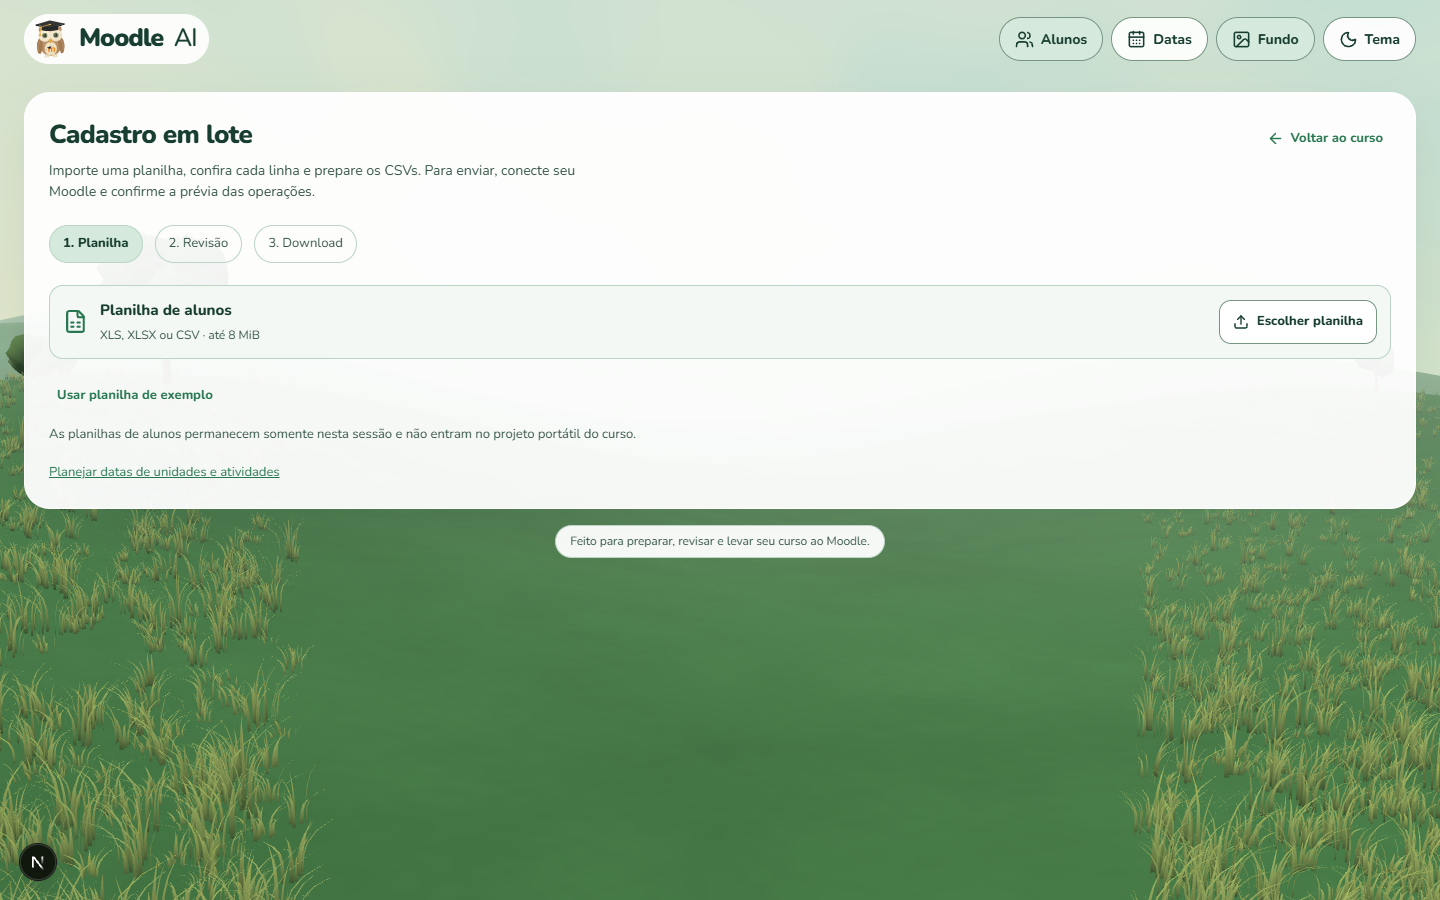 Moodle AI
Alunos
Datas
Fundo
Tema
Cadastro em lote
Voltar ao curso
Importe uma planilha, confira cada linha e prepare os CSVs. Para enviar, conecte seu
Moodle e confirme a prévia das operações.
1. Planilha
2. Revisão
3. Download
Planilha de alunos
XLS, XLSX ou CSV · até 8 MiB
Escolher planilha
Usar planilha de exemplo
As planilhas de alunos permanecem somente nesta sessão e não entram no projeto portátil do curso.
Planejar datas de unidades e atividades
Feito para preparar, revisar e levar seu curso ao Moodle.
N